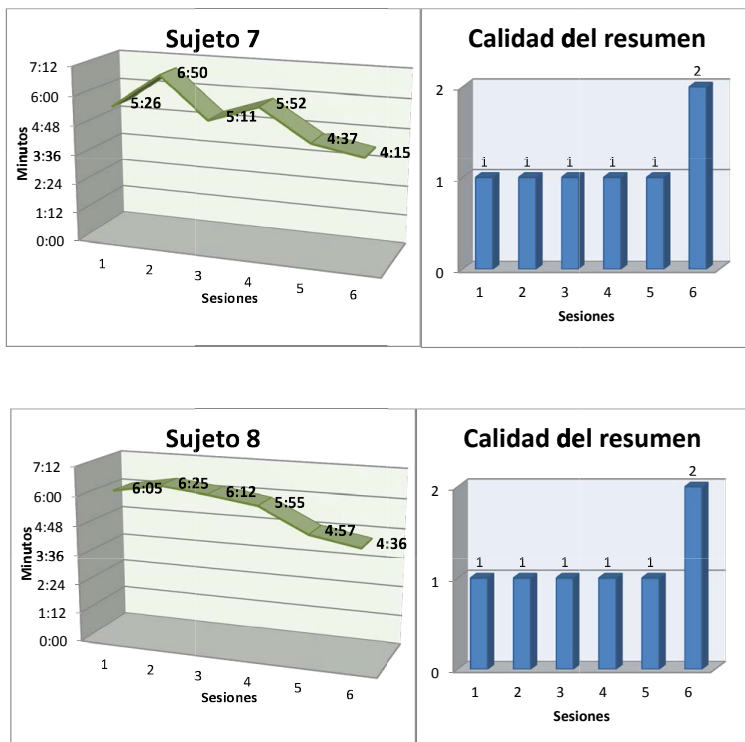 Sujeto 7
7:12
6:00
4:48
3:36
2:24
1:12
0:00
Minutos
5:26
6:50
5:11
5:52
4:37
4:15
1 2 3 4 5 6
Sesiones
Calidad del resumen
2
1
0
1 1 1 1 1 2
1 2 3 4 5 6
Sesiones
Sujeto 8
7:12
6:00
4:48
3:36
2:24
1:12
0:00
Minutos
6:05
6:25
6:12
5:55
4:57
4:36
1 2 3 4 5 6
Sesiones
Calidad del resumen
2
1
0
1 1 1 1 1 2
1 2 3 4 5 6
Sesiones